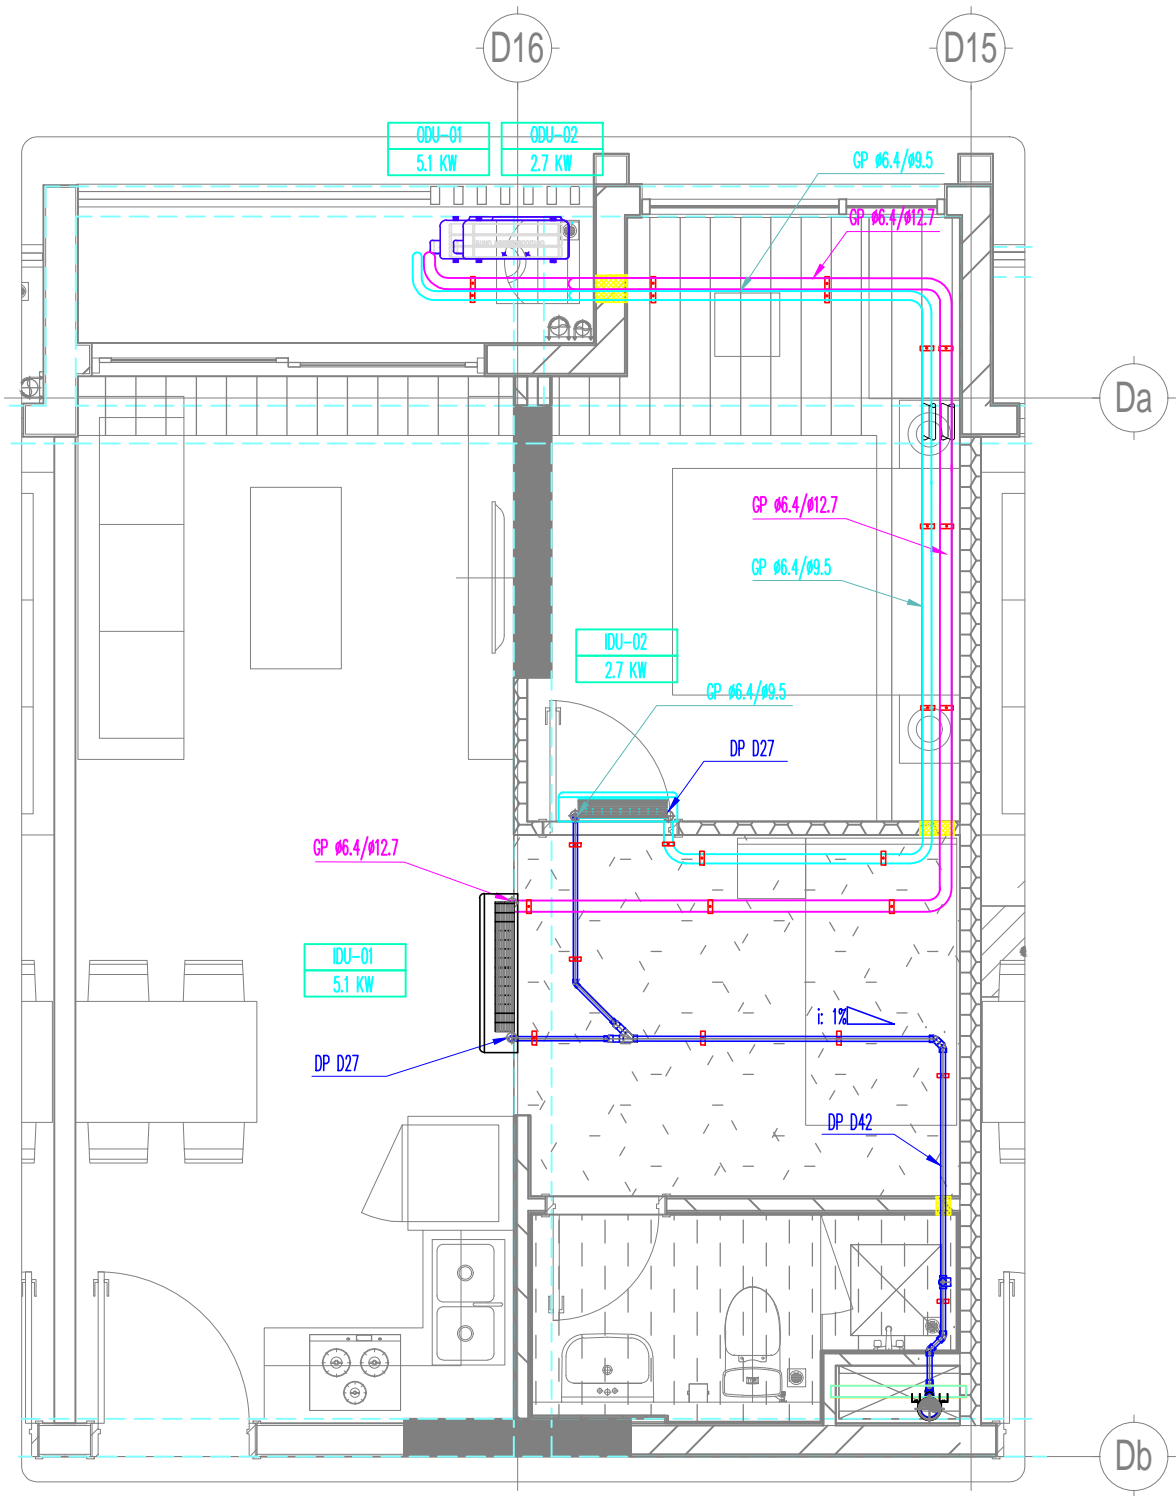 D16
D15
ODU-01
ODU-02
5.1 KW
2.7 KW
GP ø6.4/ø9.5
GP ø6.4/ø12.7
Da
GP ø6.4/ø12.7
GP ø6.4/ø9.5
IDU-02
2.7 KW
GP ø6.4/ø9.5
DP D27
GP ø6.4/ø12.7
IDU-01
5.1 KW
i: 1%
DP D27
DP D42
Db